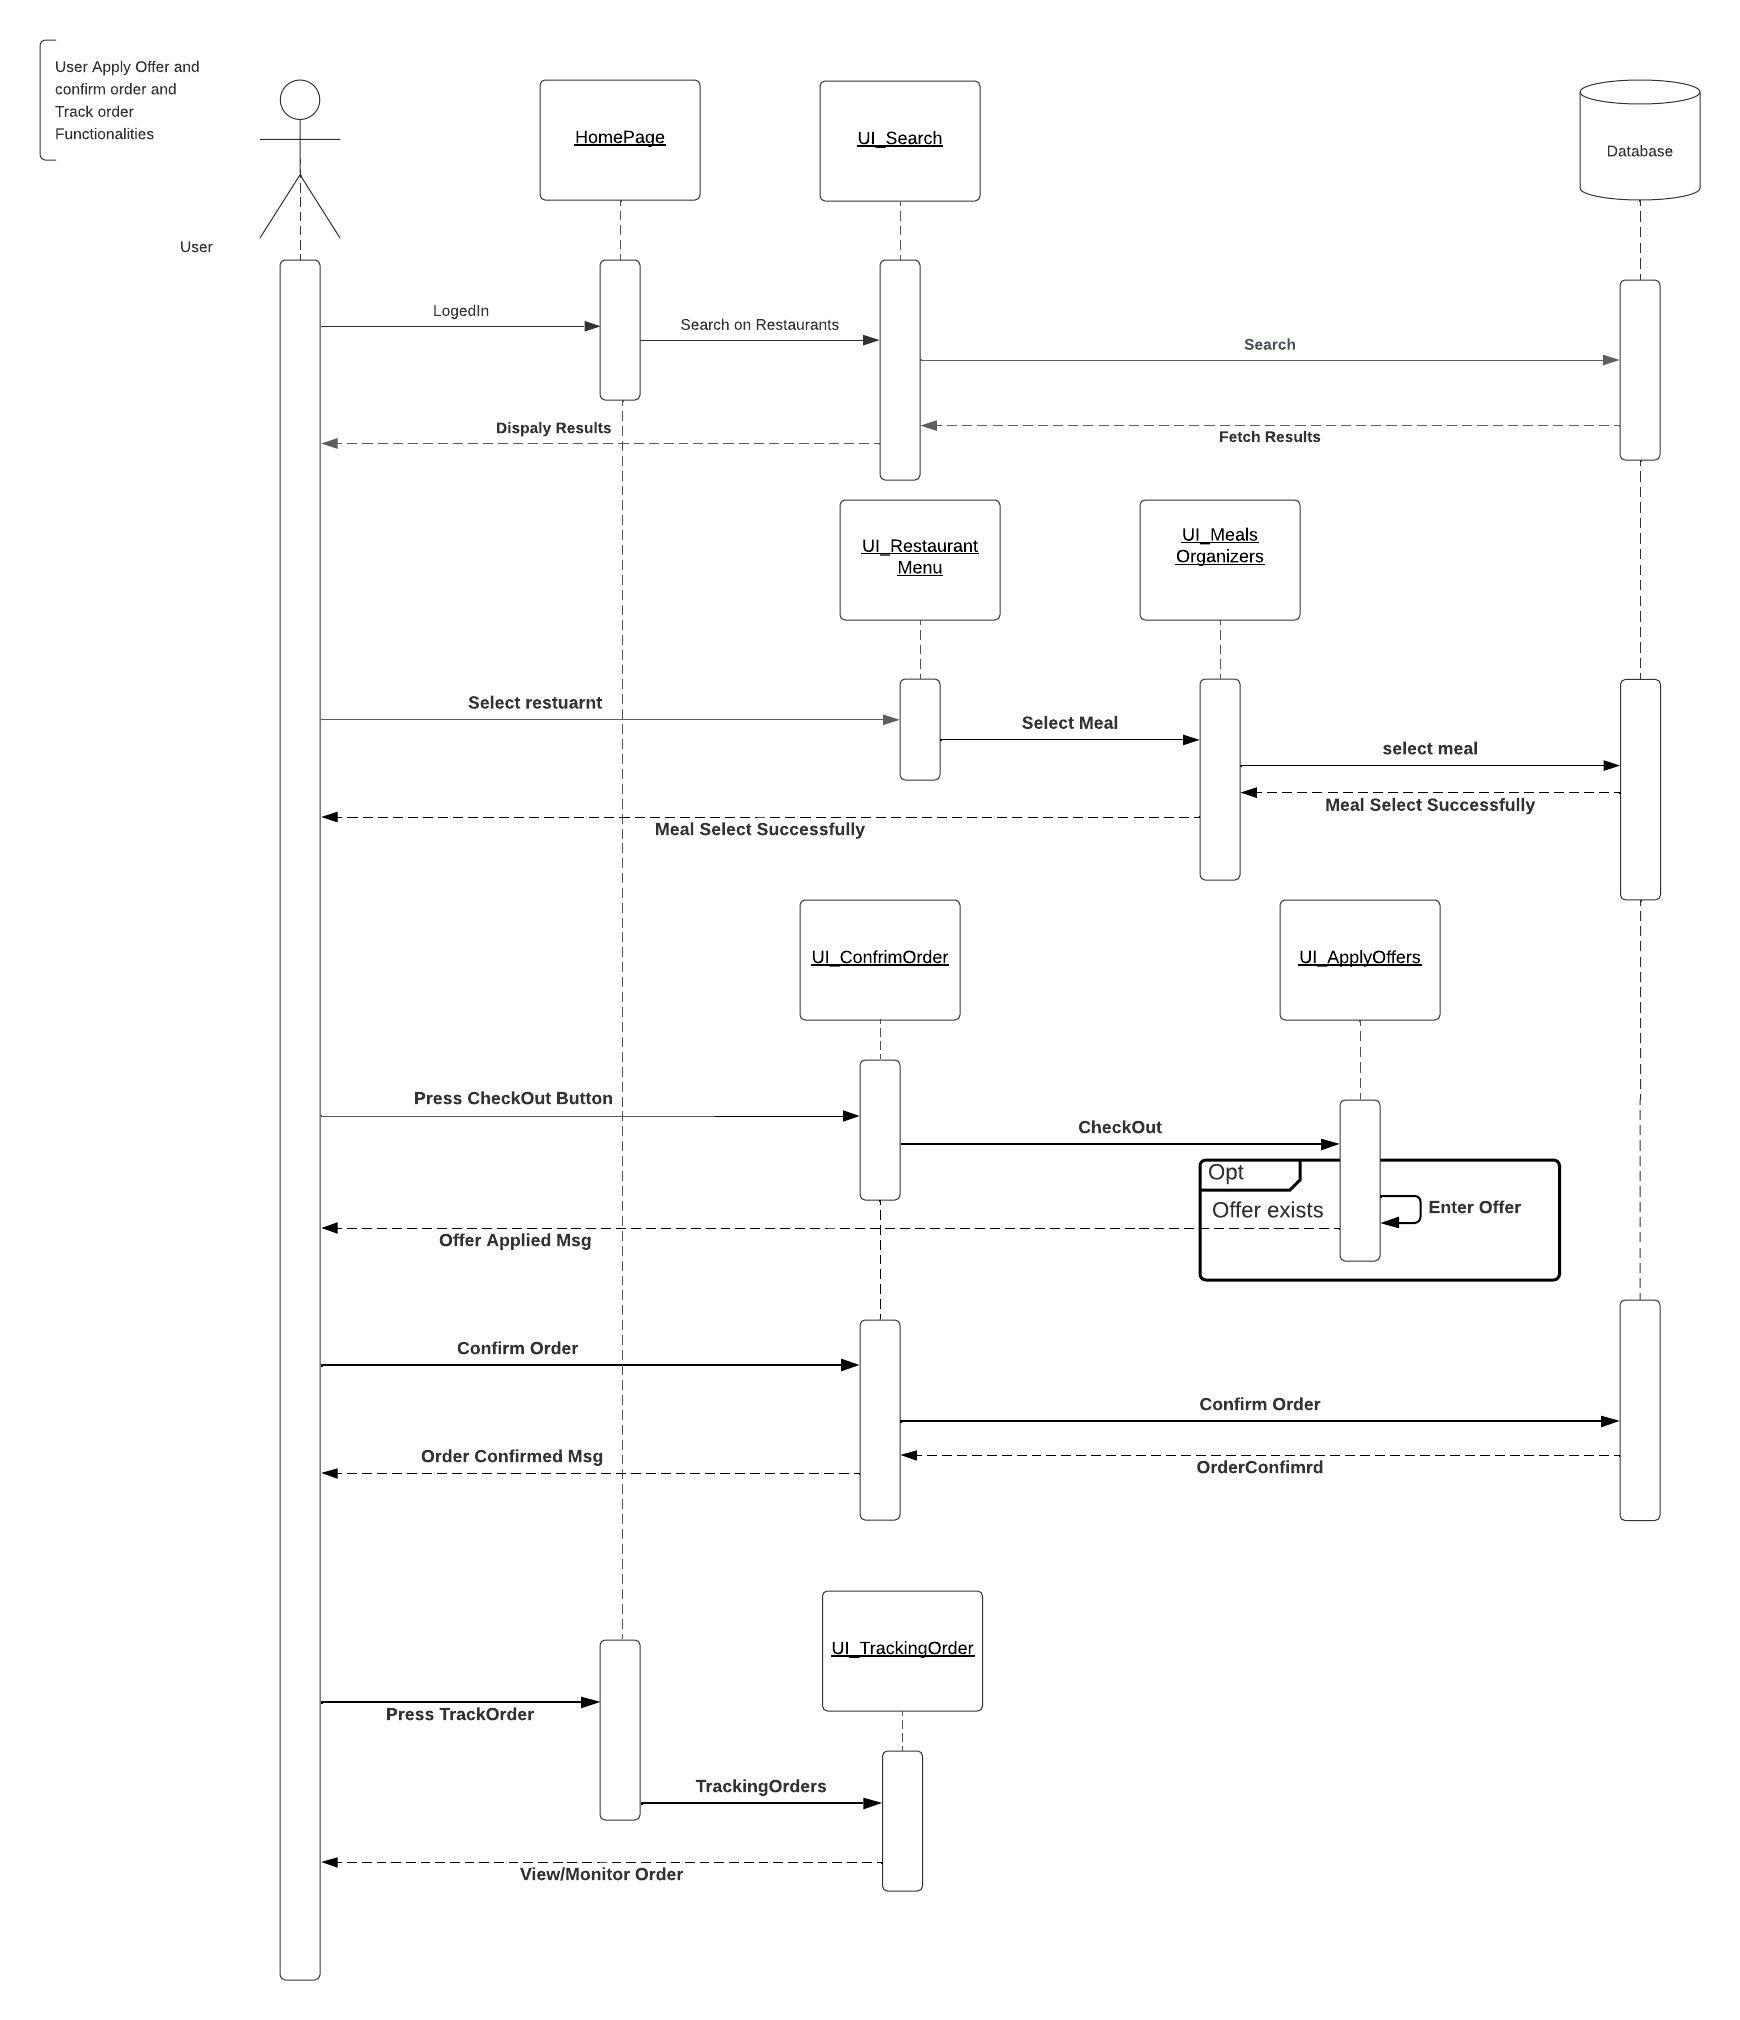 User Apply Offer and
confirm order and
Track order
Functionalities
User
HomePage
UI_Search
Database
LogedIn
Search on Restaurants
Search
Dispaly Results
Fetch Results
UI_Restaurant
Menu
UI_Meals
Organizers
Select restuarnt
Select Meal
select meal
Meal Select Successfully
Meal Select Successfully
UI_ConfrimOrder
UI_ApplyOffers
Press CheckOut Button
CheckOut
Opt
Offer exists
Enter Offer
Offer Applied Msg
Confirm Order
Confirm Order
Order Confirmed Msg
OrderConfimrd
UI_TrackingOrder
Press TrackOrder
TrackingOrders
View/Monitor Order